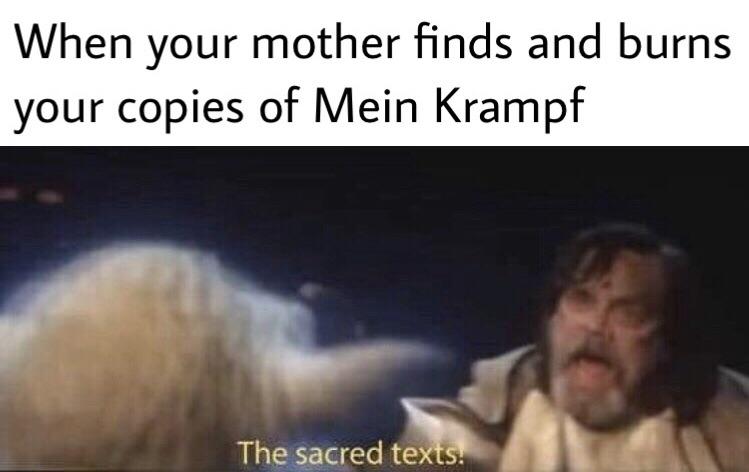 When your mother finds and burns
your copies of Mein Krampf
The sacred texts!